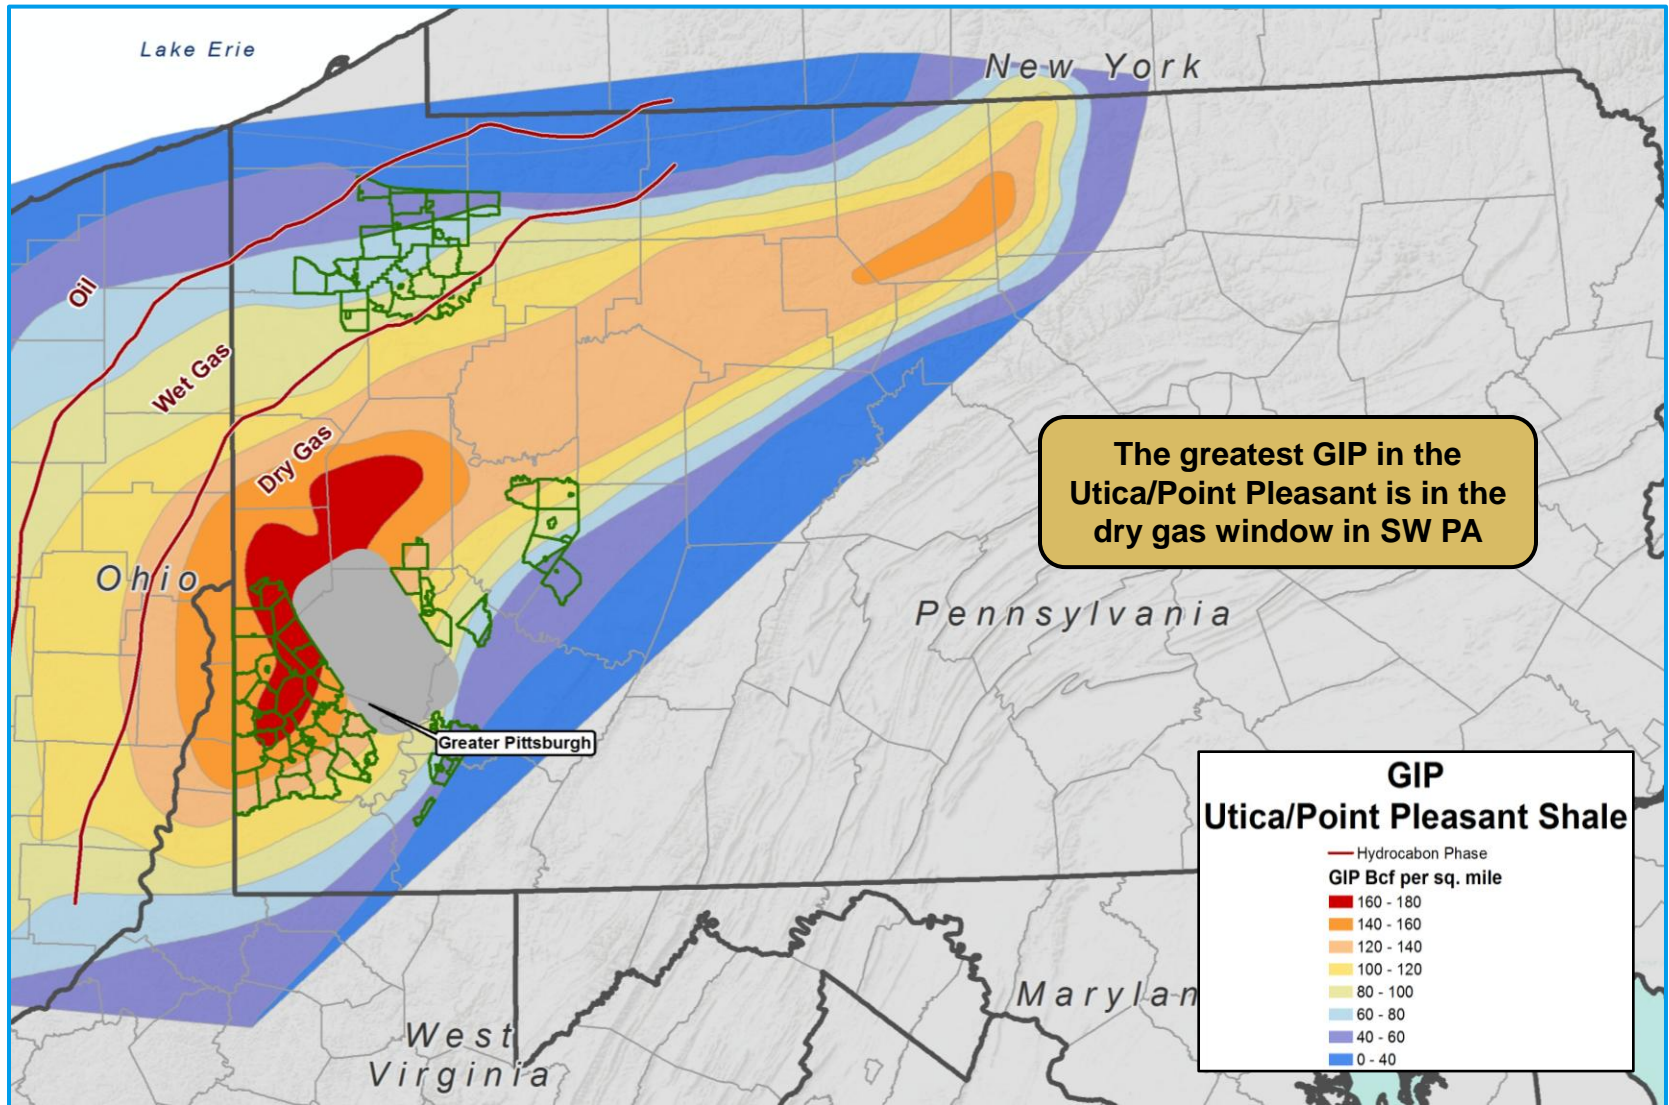 Lake Erie
New York
Oil
Wet Gas
Dry Gas
The greatest GIP in the
Utica/Point Pleasant is in the
dry gas window in SW PA
Ohio
Pennsylvania
Greater Pittsburgh
GIP
Utica/Point Pleasant Shale
Hydrocabon Phase
GIP Bcf per sq. mile
160 - 180
140 - 160
120 - 140
100 - 120
80 - 100
60 - 80
40 - 60
0 - 40
Marylan
West
Virginia